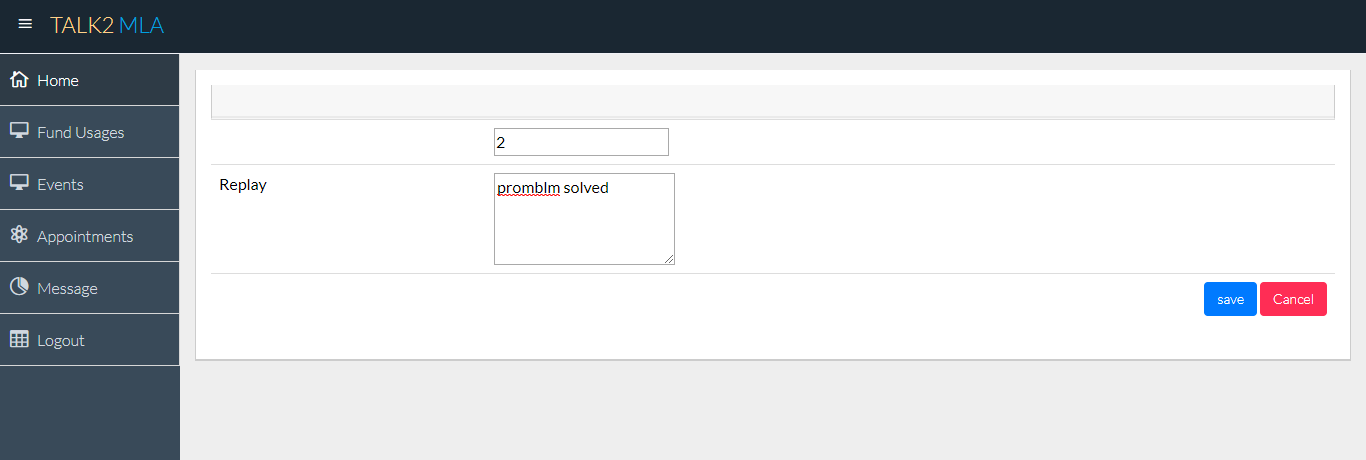 TALK2 MLA
Home
Fund Usages
Events
Appointments
Message
Logout
2
Replay
promblm solved
save
Cancel